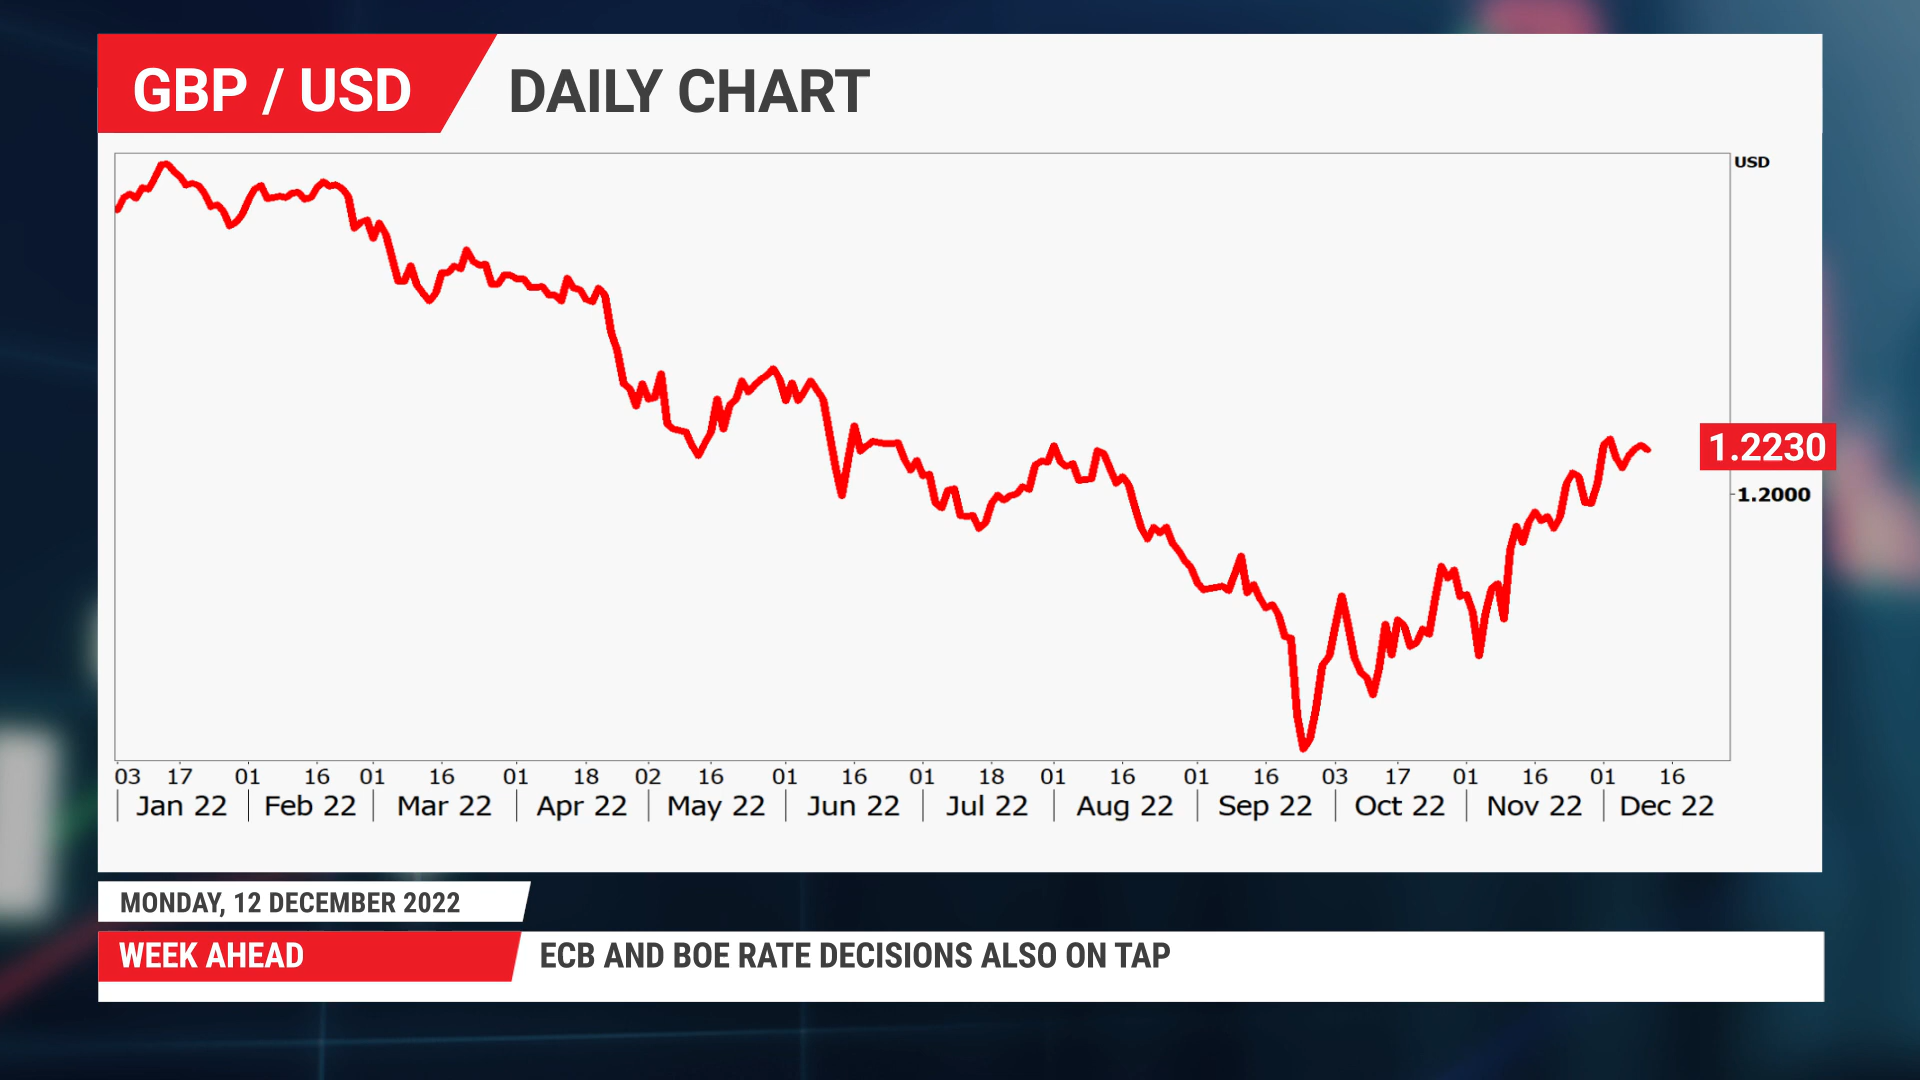 GBP / USD DAILY CHART
USD
1.2230
1.2000
03 17 01 16 01 16 01 18 02 16 01 16 01 18 01 16 01 16 03 17 01 16 01 16
Jan 22 Feb 22 Mar 22 Apr 22 May 22 Jun 22 Jul 22 Aug 22 Sep 22 Oct 22 Nov 22 Dec 22
MONDAY, 12 DECEMBER 2022
WEEK AHEAD ECB AND BOE RATE DECISIONS ALSO ON TAP